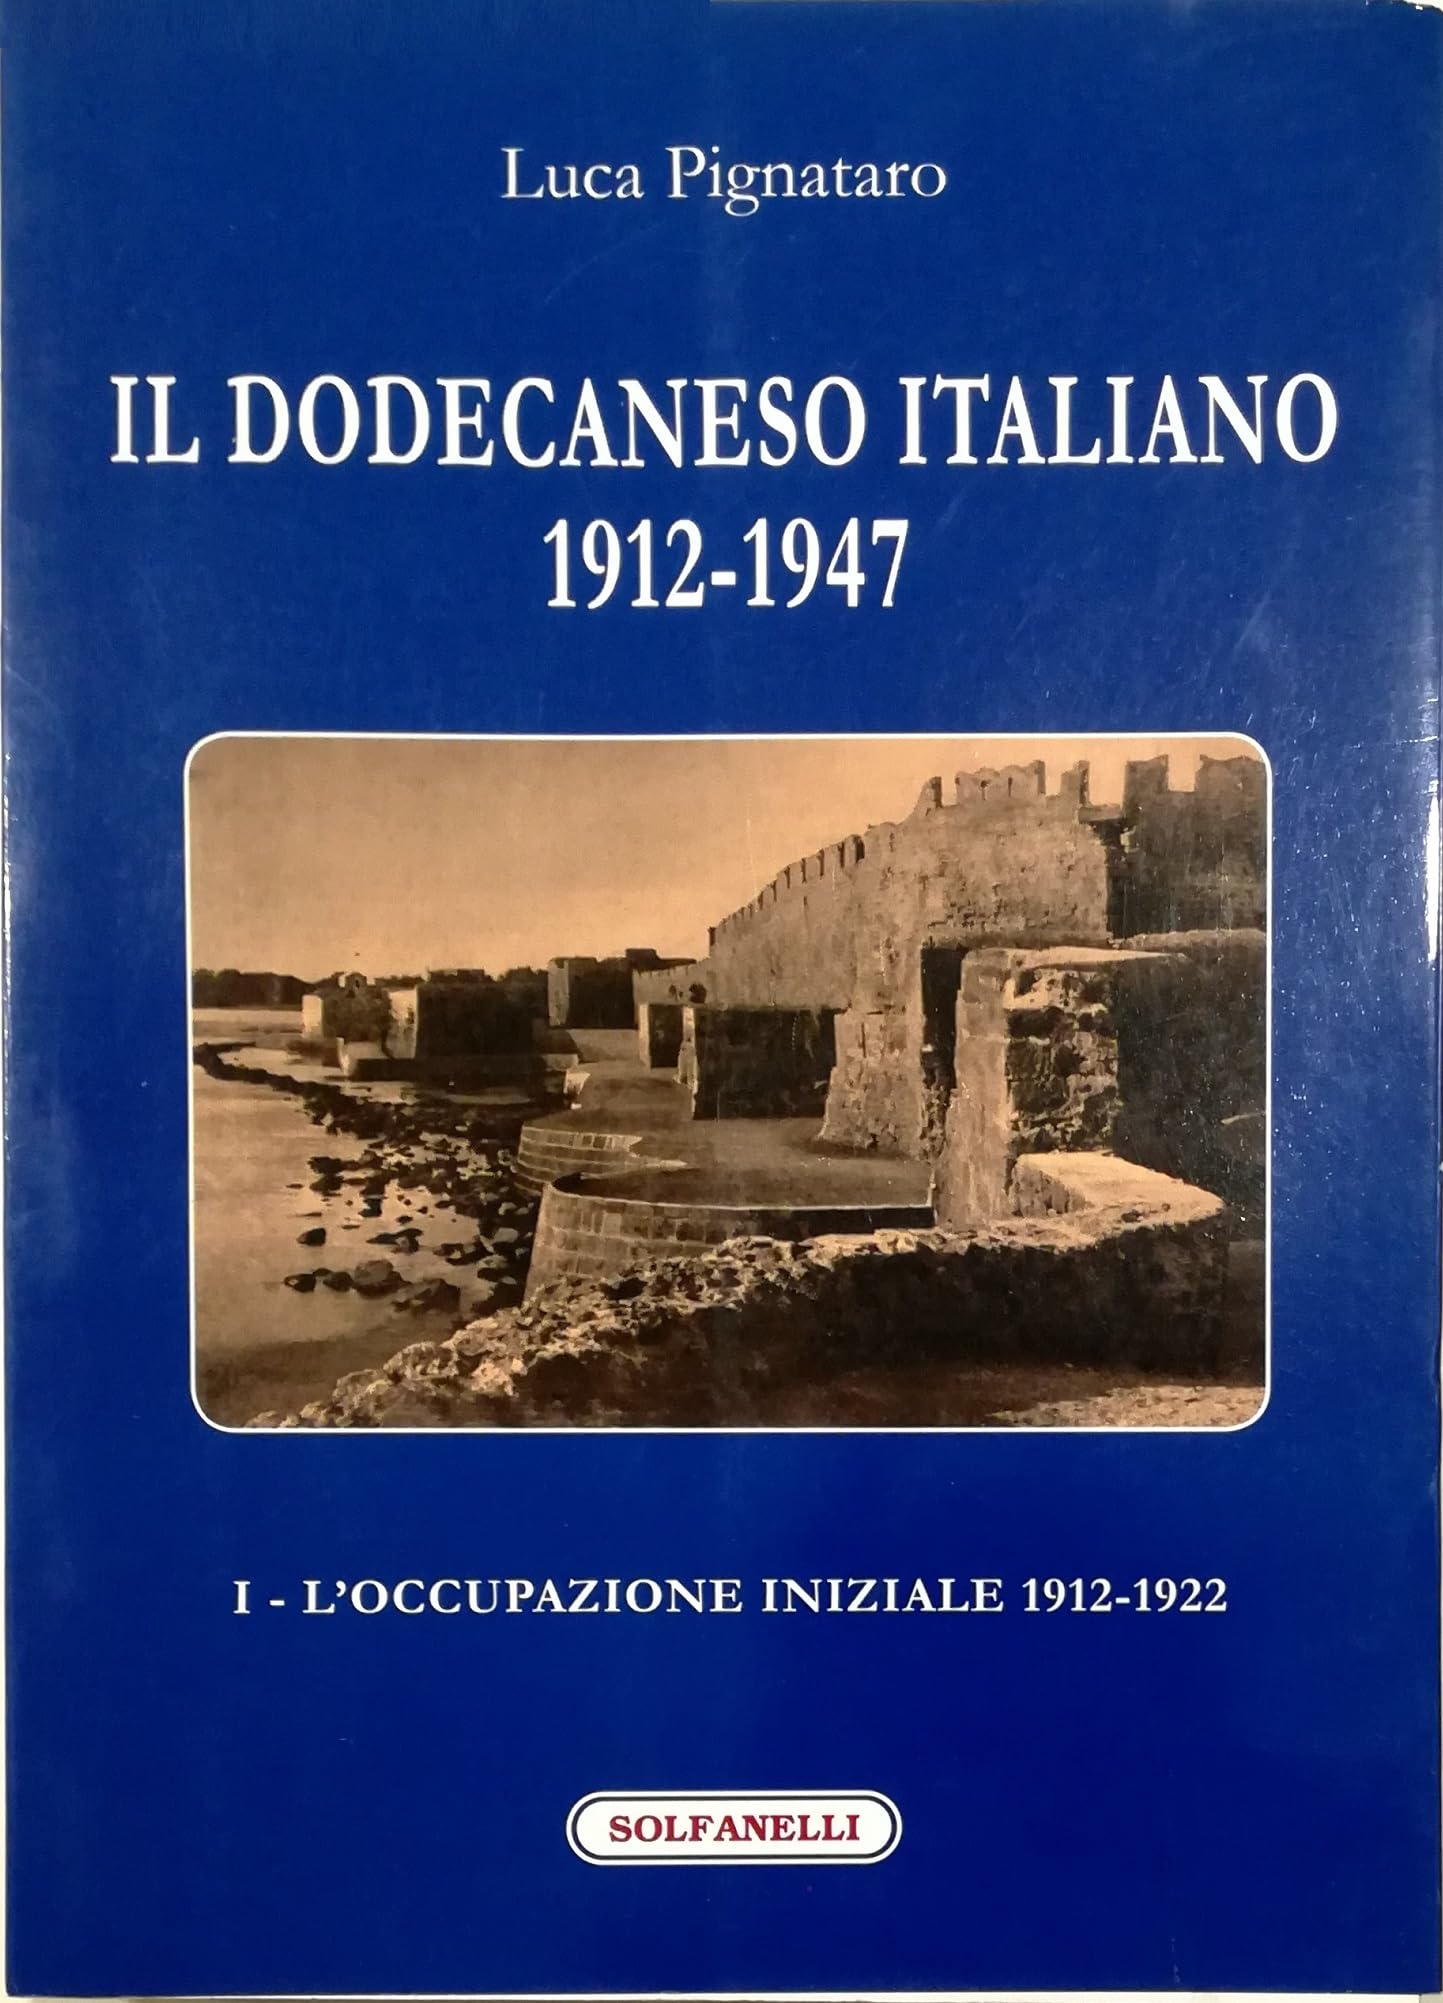 Luca Pignataro
IL DODECANESO ITALIANO
1912-1947
I - L'OCCUPAZIONE INIZIALE 1912-1922
SOLFANELLI